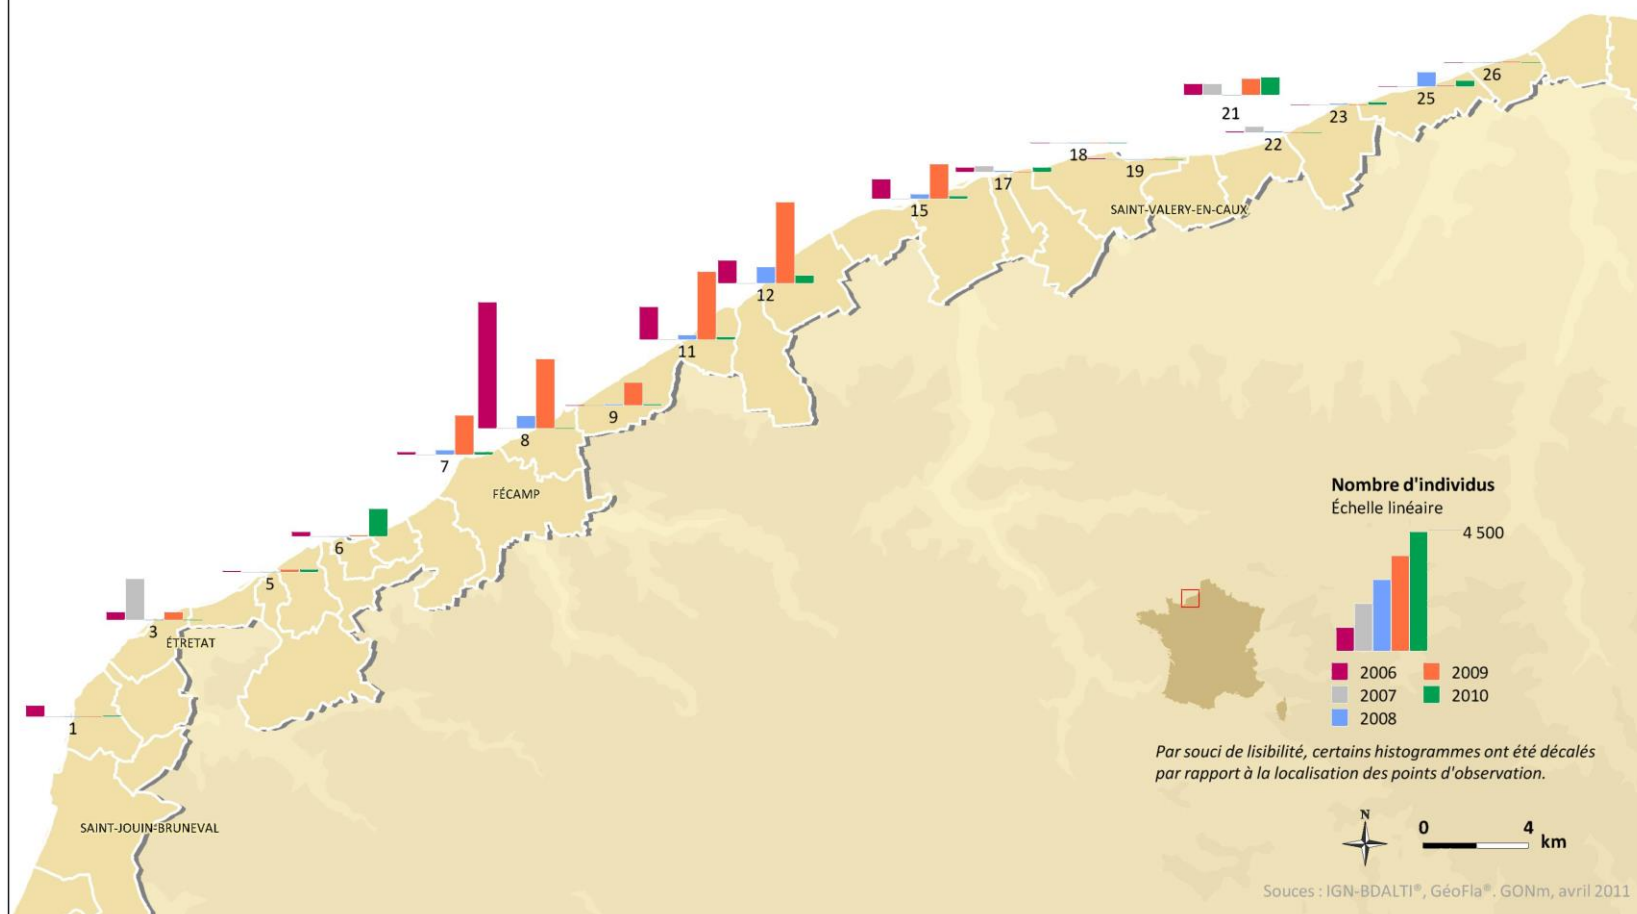 26
25
21
23
22
18
19
17
15
SAINT-VALERY-EN-CAUX
12
11
9
8
7
FÉCAMP
6
5
3
ÉTRETAT
1
SAINT-JOUIN-BRUNEVAL
Nombre d'individus
Échelle linéaire
4 500
2006
2009
2007
2010
2008
Par souci de lisibilité, certains histogrammes ont été décalés
par rapport à la localisation des points d'observation.
N
0 4
km
Souces : IGN-BDALTI®, GéoFla®. GONm, avril 2011